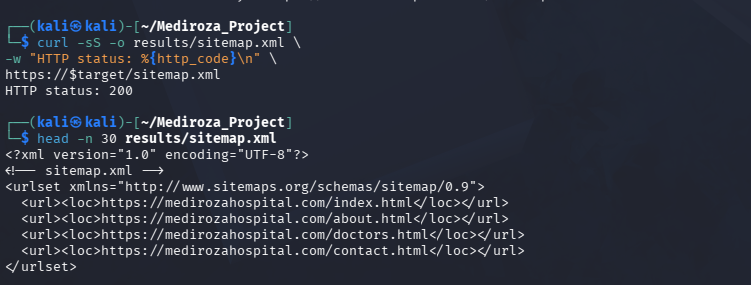 ┌──(kali㉿kali)-[~/Mediroza_Project]
└─$ curl -sS -o results/sitemap.xml \
-w "HTTP status: %{http_code}\n" \
https://$target/sitemap.xml
HTTP status: 200
┌──(kali㉿kali)-[~/Mediroza_Project]
└─$ head -n 30 results/sitemap.xml
<?xml version="1.0" encoding="UTF-8"?>
<!-- sitemap.xml -->
<urlset xmlns="http://www.sitemaps.org/schemas/sitemap/0.9">
  <url><loc>https://medirozahospital.com/index.html</loc></url>
  <url><loc>https://medirozahospital.com/about.html</loc></url>
  <url><loc>https://medirozahospital.com/doctors.html</loc></url>
  <url><loc>https://medirozahospital.com/contact.html</loc></url>
</urlset>